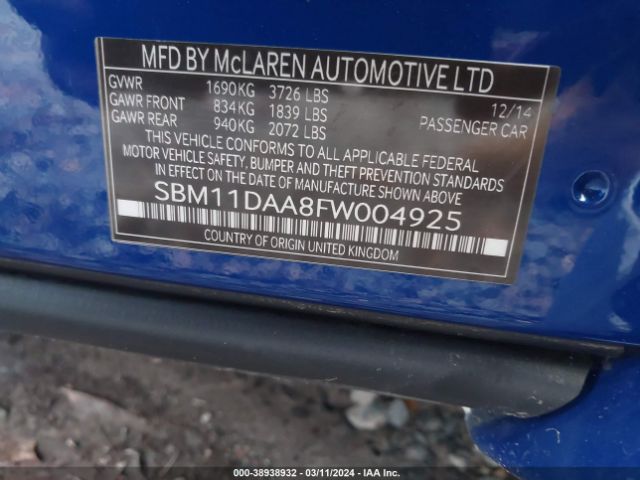 MFD BY McLAREN AUTOMOTIVE LTD
GVWR 1690KG 3726 LBS 12/14
GAWR FRONT 834KG 1839 LBS PASSENGER CAR
GAWR REAR 940KG 2072 LBS
THIS VEHICLE CONFORMS TO ALL APPLICABLE FEDERAL
MOTOR VEHICLE SAFETY, BUMPER AND THEFT PREVENTION
STANDARDS IN EFFECT ON THE DATE OF MANUFACTURE SHOWN ABOVE
SBM11DAA8FW004925
COUNTRY OF ORIGIN UNITED KINGDOM
000-38938932 / 03/11/2024 - IAA Inc.